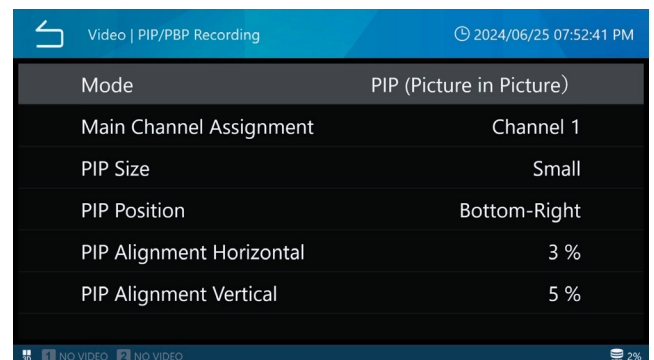 Video | PIP/PBP Recording 2024/06/25 07:52:41 PM
Mode PIP (Picture in Picture）
Main Channel Assignment Channel 1
PIP Size Small
PIP Position Bottom-Right
PIP Alignment Horizontal 3 %
PIP Alignment Vertical 5 %
3D 1 NO VIDEO 2 NO VIDEO 2%